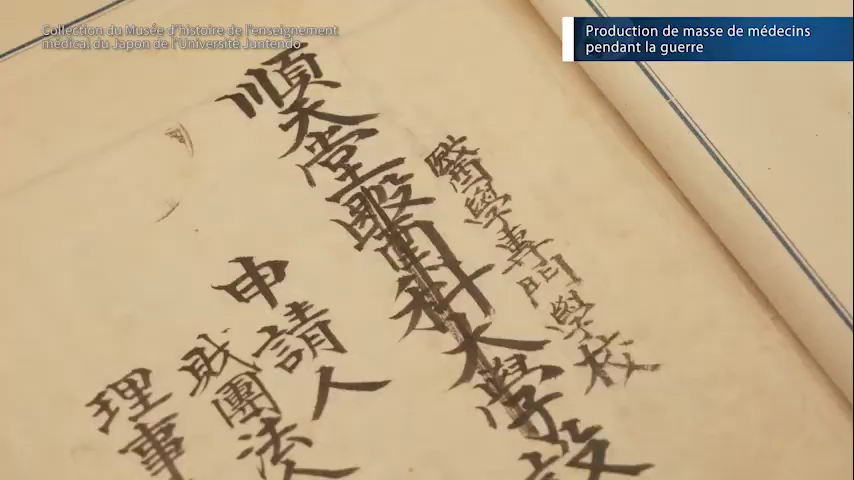 Collection du Musée d'histoire de l'enseignement
médical du Japon de l'Université Juntendo
Production de masse de médecins
pendant la guerre
醫學專門學校
順天堂醫科大學設
申請人
財團法人
理事